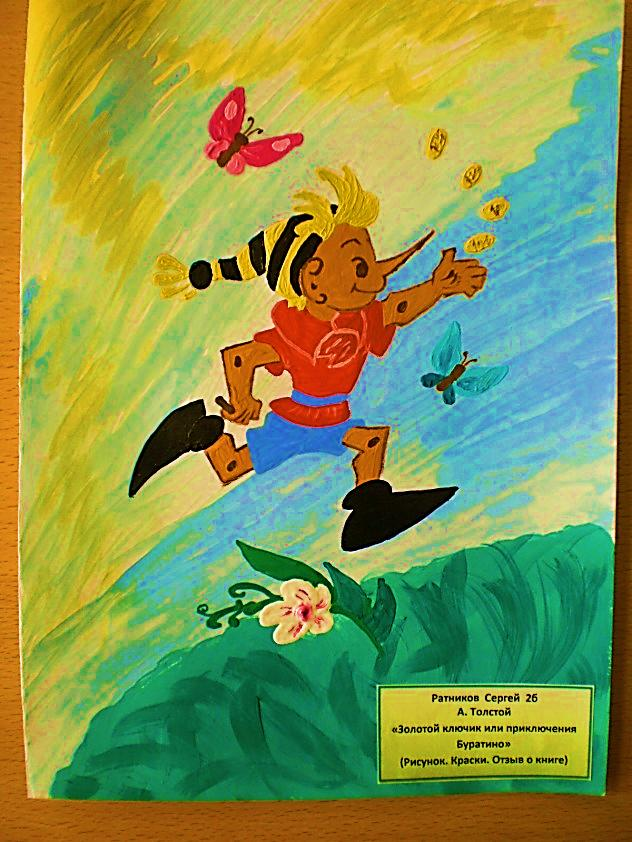 Ратников Сергей 2б
А. Толстой
«Золотой ключик или приключения
Буратино»
(Рисунок. Краски. Отзыв о книге)